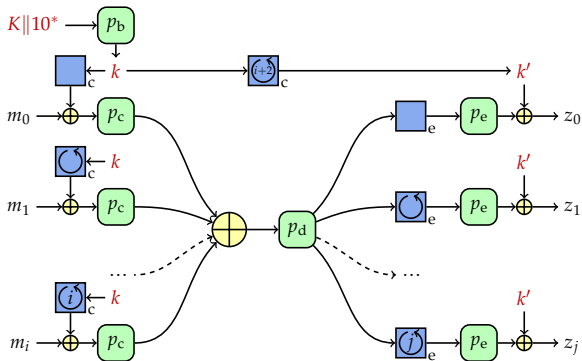 K‖10* p_b
c k i+2 c k′
m_0 p_c p_e z_0
e
c k k′
m_1 p_c p_d e p_e z_1
... ...
i c k k′
m_i p_c j e p_e z_j